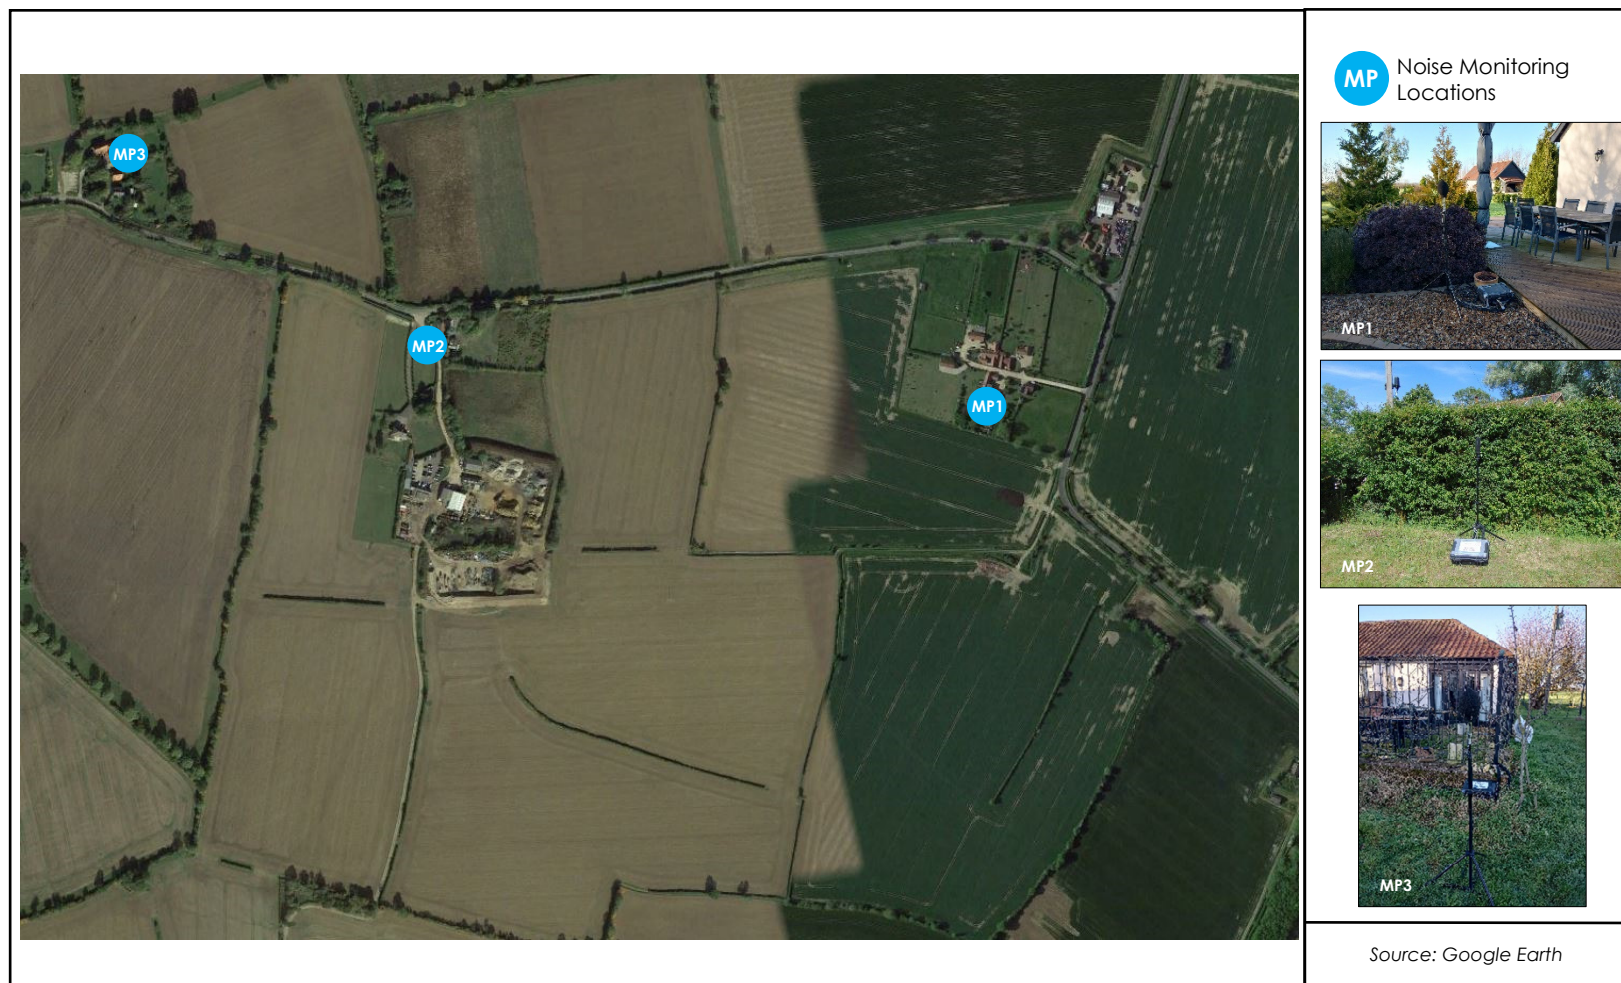 MP3
MP2
MP1
MP Noise Monitoring
Locations
MP1
MP2
MP3
Source: Google Earth